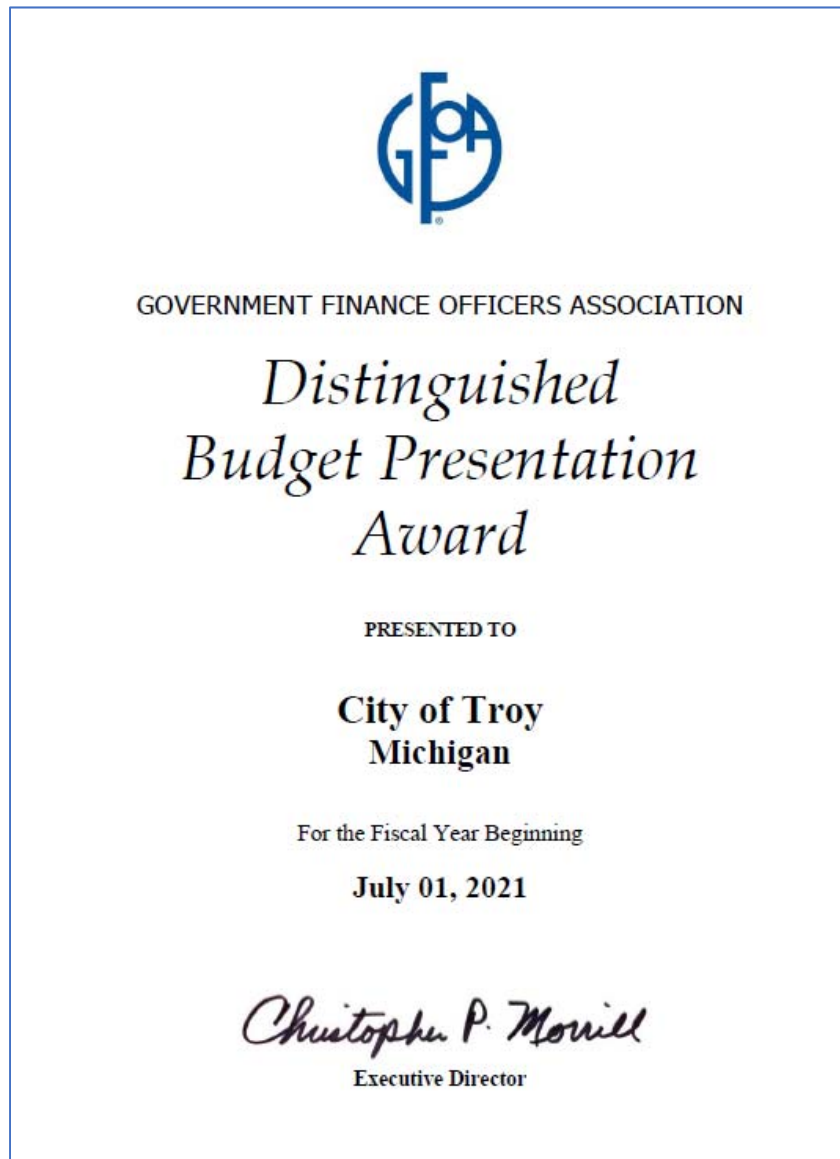 GFOA
®
GOVERNMENT FINANCE OFFICERS ASSOCIATION
Distinguished
Budget Presentation
Award
PRESENTED TO
City of Troy
Michigan
For the Fiscal Year Beginning
July 01, 2021
Christopher P. Morrill
Executive Director